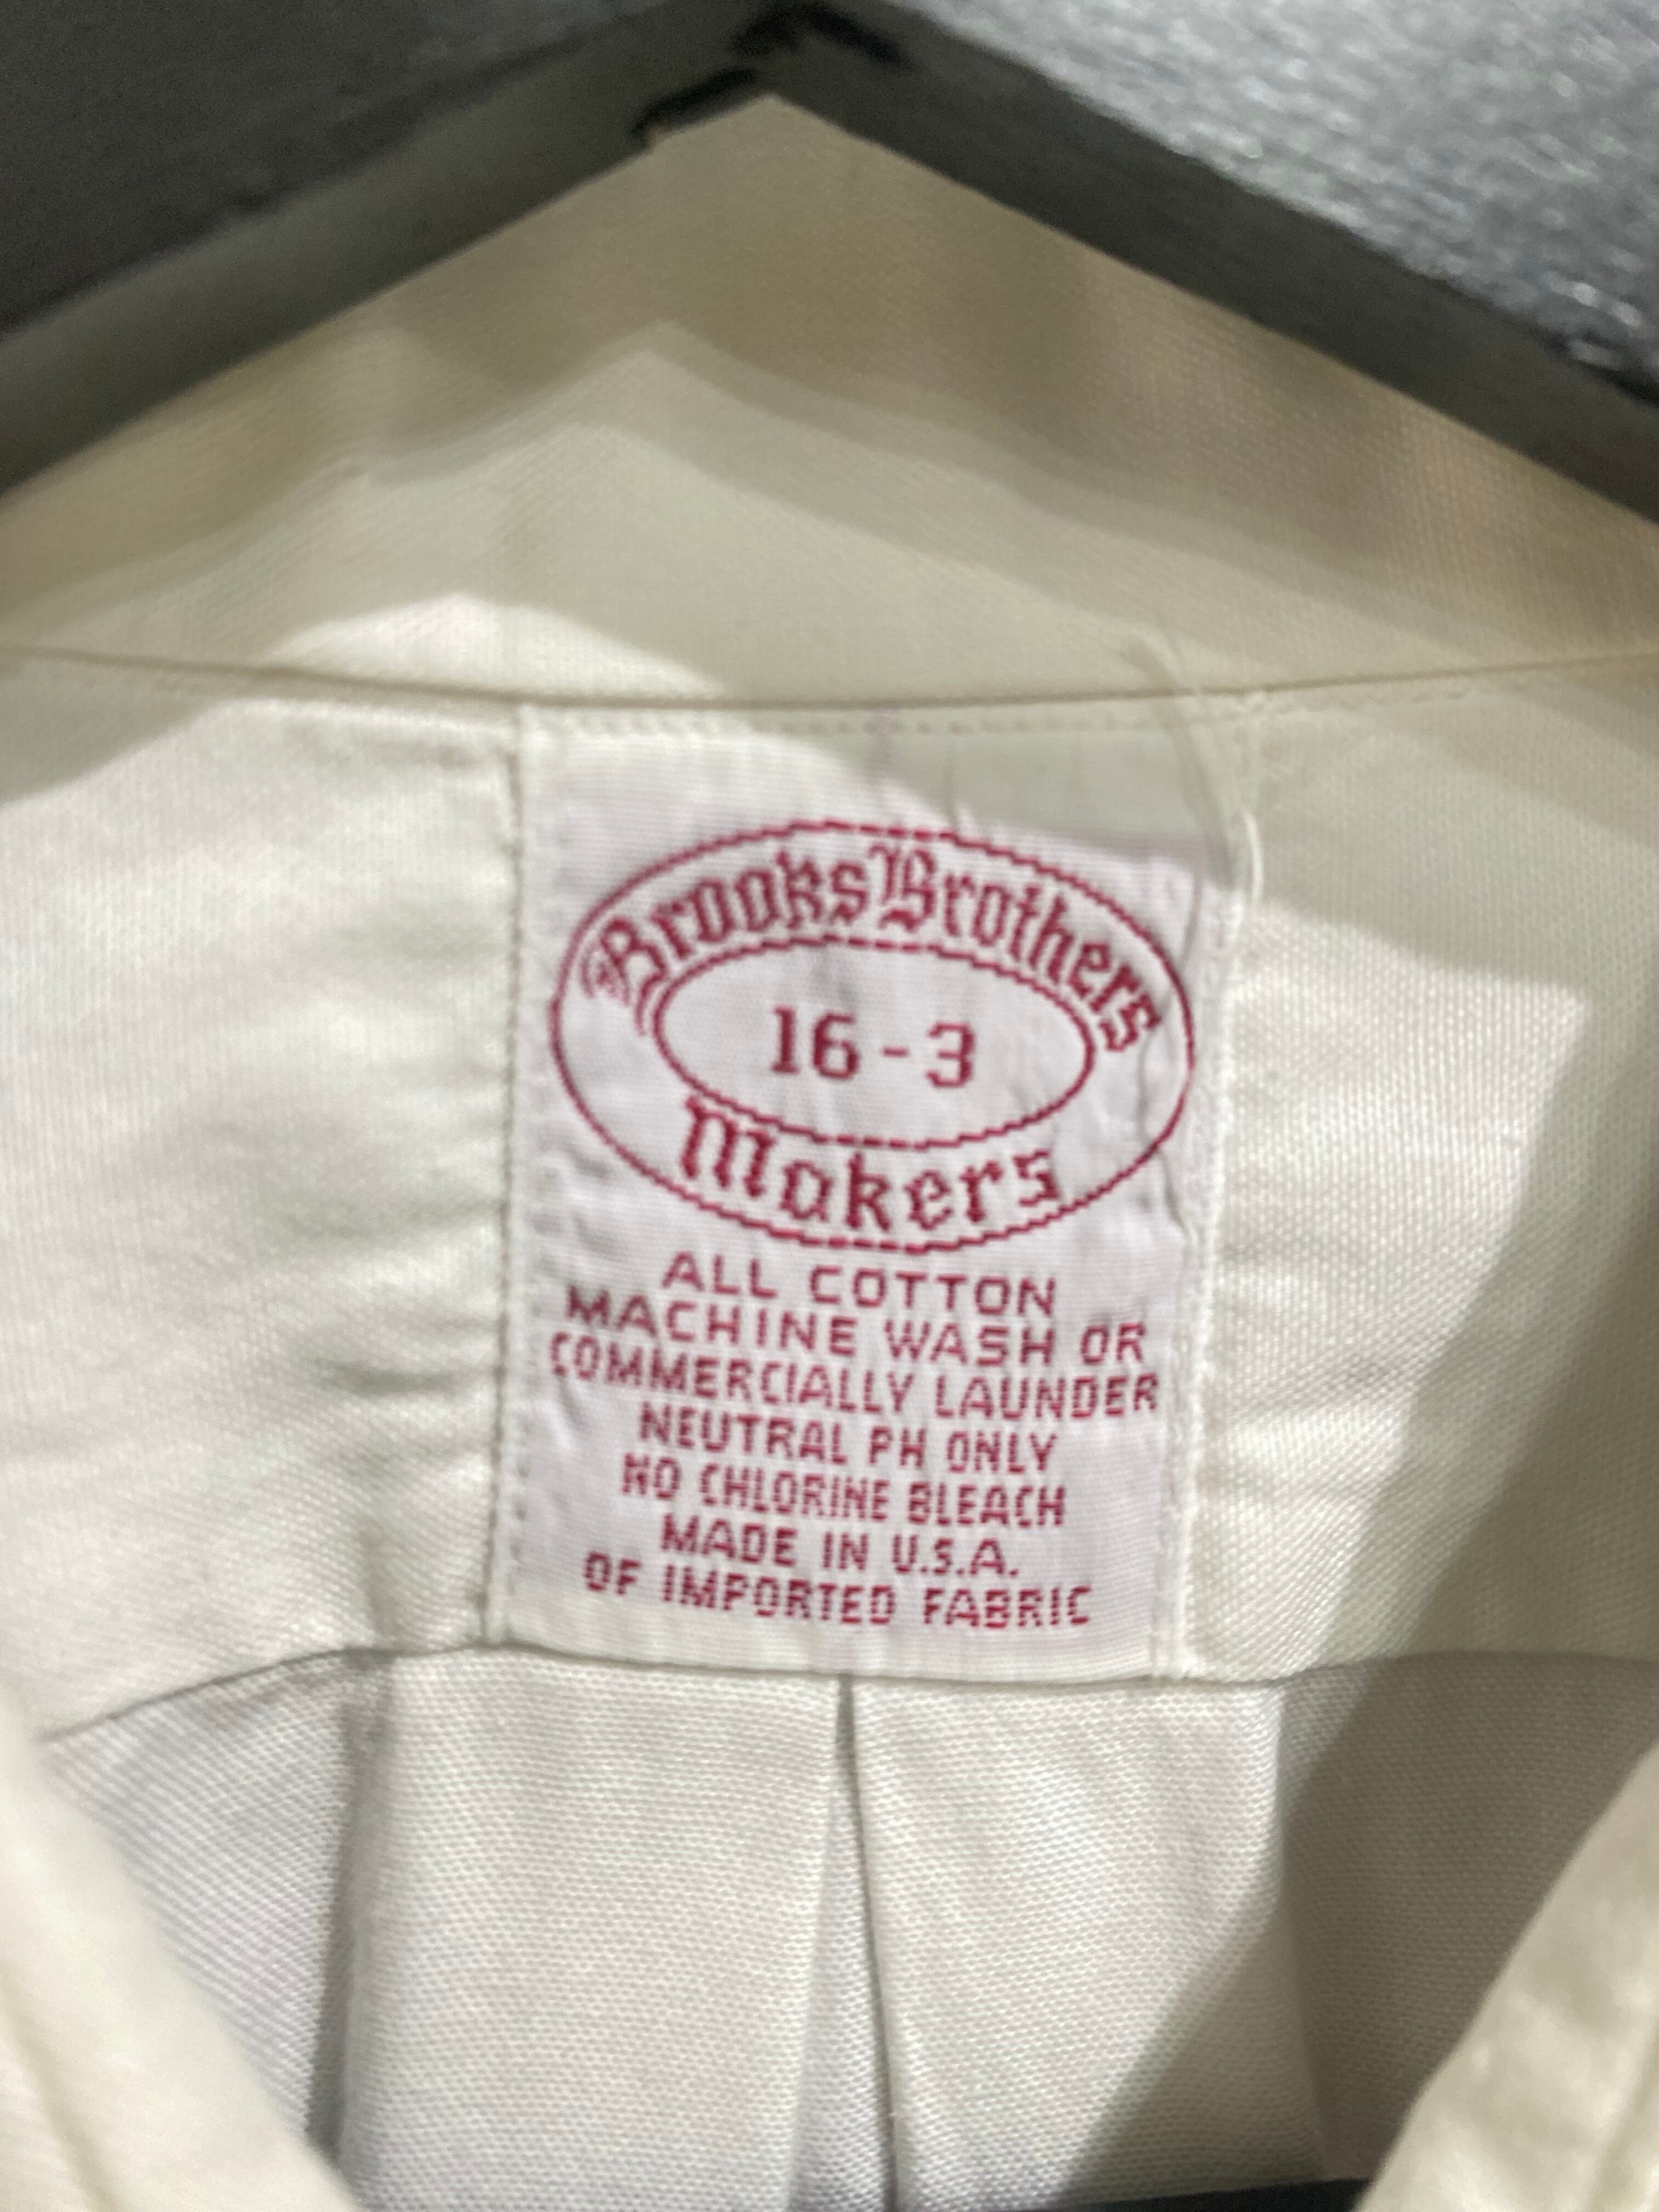 Brooks Brothers
16-3
Makers
ALL COTTON
MACHINE WASH OR
COMMERCIALLY LAUNDER
NEUTRAL PH ONLY
NO CHLORINE BLEACH
MADE IN U.S.A.
OF IMPORTED FABRIC